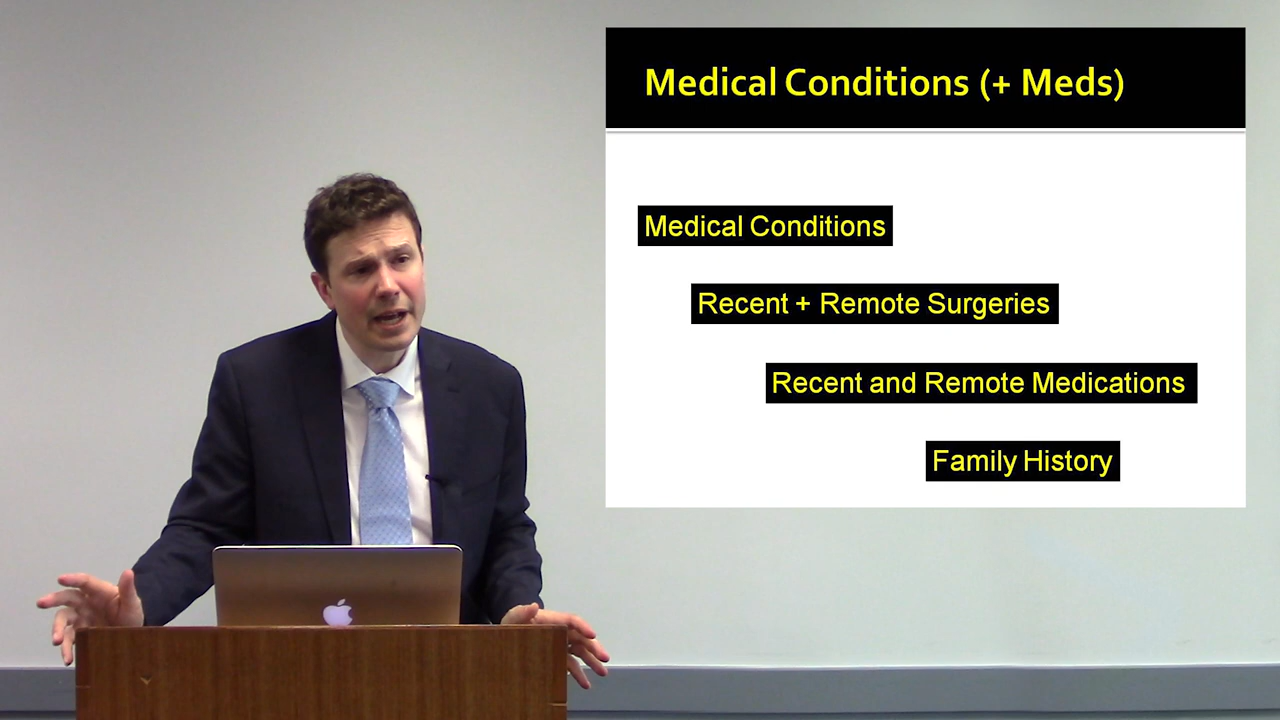 Medical Conditions (+ Meds)
Medical Conditions
Recent + Remote Surgeries
Recent and Remote Medications
Family History